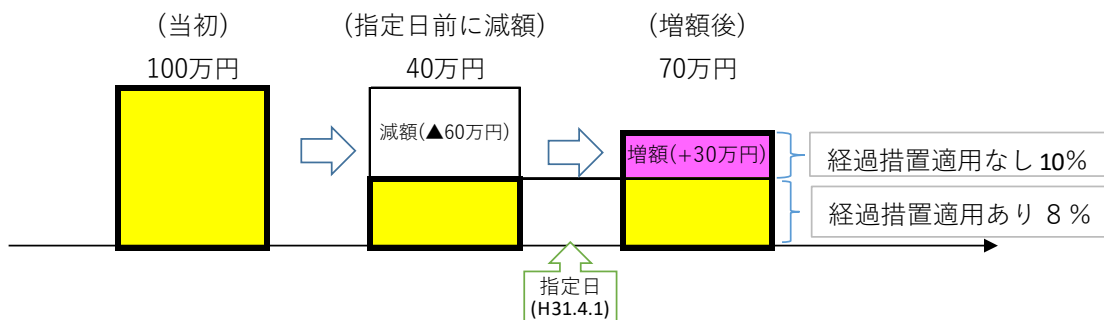 (当初)
(指定日前に減額)
(増額後)
100万円
40万円
70万円
減額(▲60万円)
増額(+30万円)
経過措置適用なし 10%
経過措置適用あり 8％
指定日
(H31.4.1)